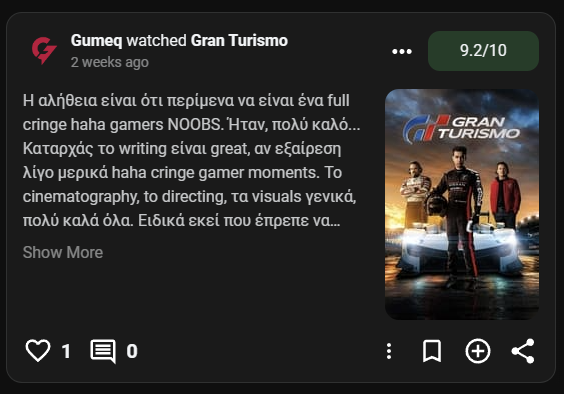 Gumeq watched Gran Turismo
2 weeks ago
9.2/10
Η αλήθεια είναι ότι περίμενα να είναι ένα full
cringe haha gamers NOOBS. Ήταν, πολύ καλό...
Καταρχάς το writing είναι great, αν εξαίρεση
λίγο μερικά haha cringe gamer moments. Το
cinematography, to directing, τα visuals γενικά,
πολύ καλά όλα. Ειδικά εκεί που έπρεπε να...
Show More
GRAN
TURISMO
1
0